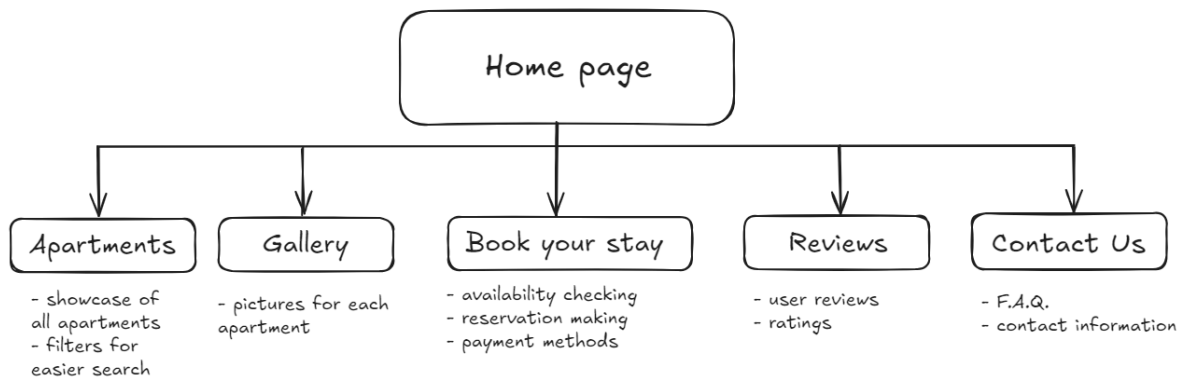 Home page
Apartments
- showcase of
all apartments
- filters for
easier search
Gallery
- pictures for each
apartment
Book your stay
- availability checking
- reservation making
- payment methods
Reviews
- user reviews
- ratings
Contact Us
- F.A.Q.
- contact information